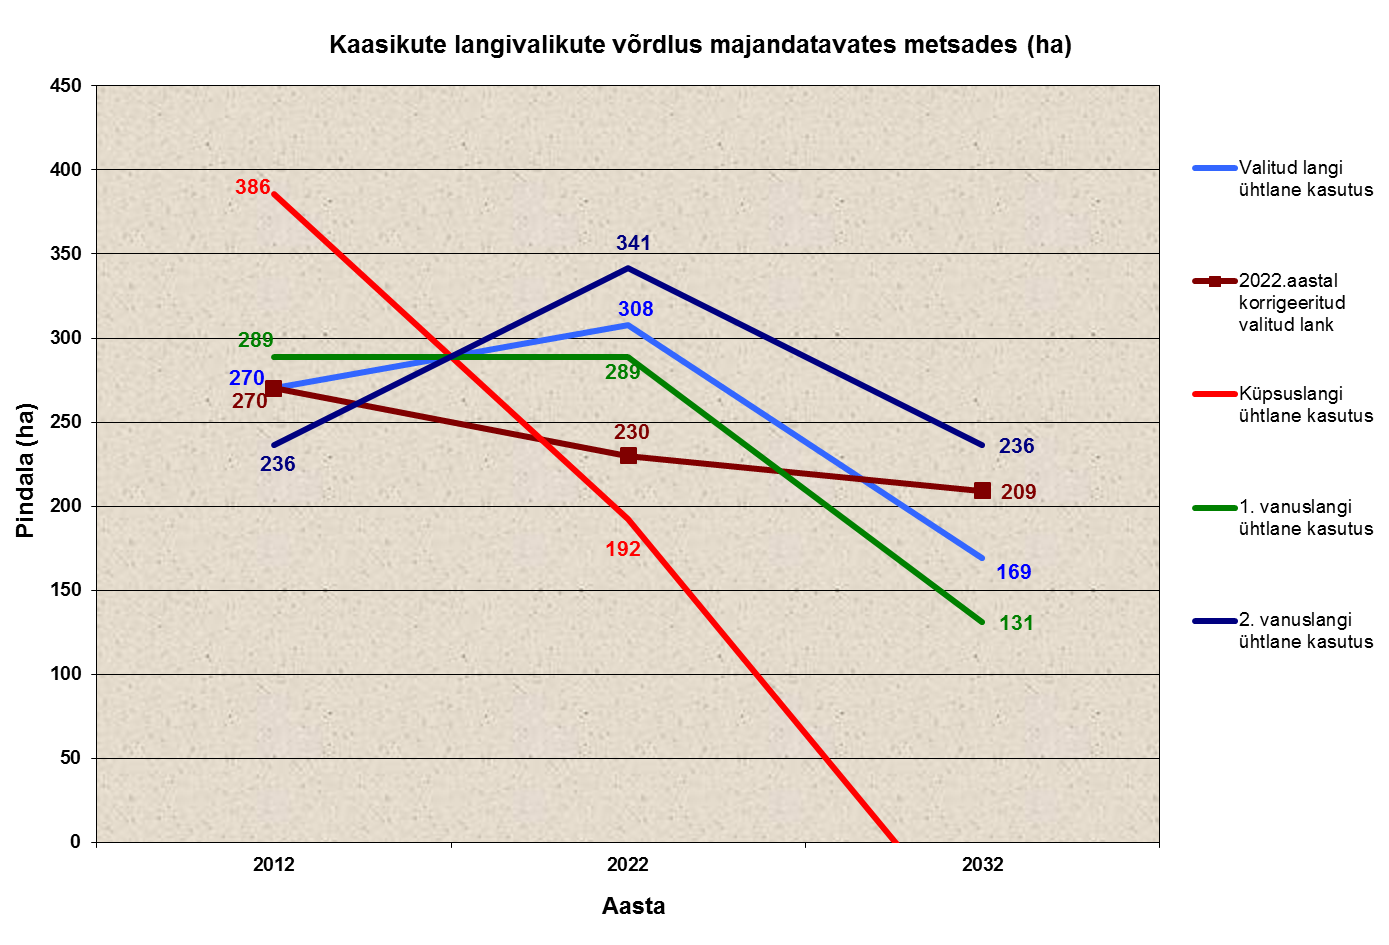 Kaasikute langivalikute võrdlus majandatavates metsades (ha)
450
400
350
300
250
200
150
100
50
0
Pindala (ha)
386
289
270
270
236
341
308
289
230
192
236
209
169
131
2012
2022
2032
Aasta
Valitud langi
ühtlane kasutus
2022.aastal
korrigeeritud
valitud lank
Küpsuslangi
ühtlane kasutus
1. vanuslangi
ühtlane kasutus
2. vanuslangi
ühtlane kasutus